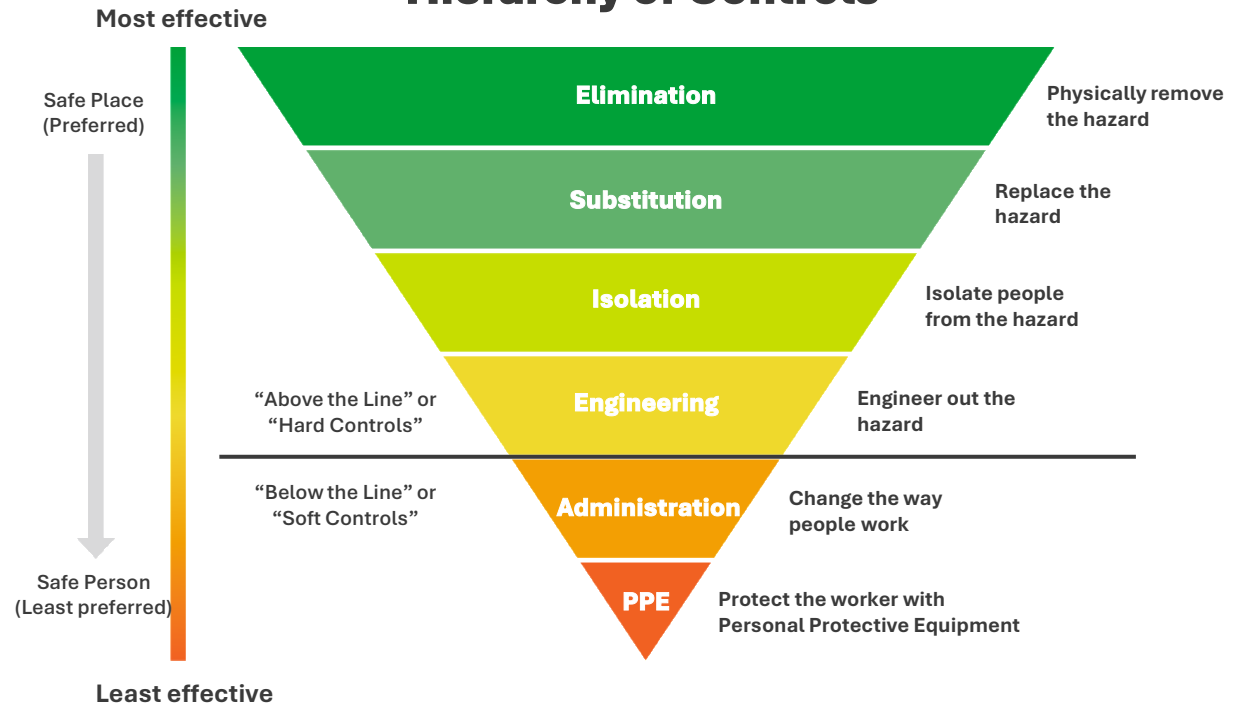 Hierarchy of Controls
Most effective
Safe Place
(Preferred)
Elimination
Physically remove
the hazard
Substitution
Replace the
hazard
Isolation
Isolate people
from the hazard
“Above the Line” or
“Hard Controls”
Engineering
Engineer out the
hazard
“Below the Line” or
“Soft Controls”
Administration
Change the way
people work
Safe Person
(Least preferred)
PPE
Protect the worker with
Personal Protective Equipment
Least effective